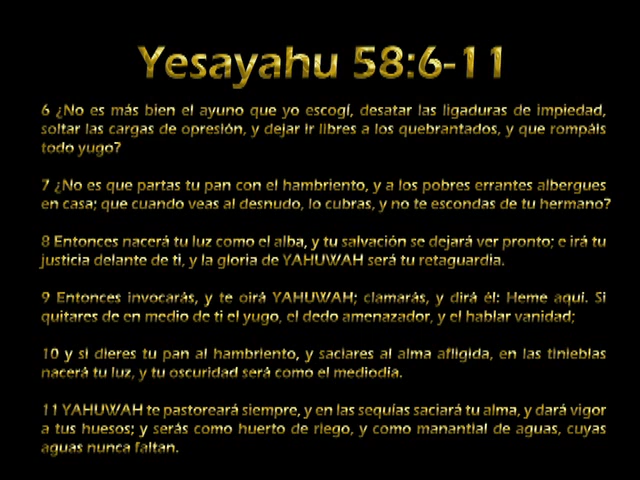 Yesayahu 58:6-11
6 ¿No es más bien el ayuno que yo escogí, desatar las ligaduras de impiedad,
soltar las cargas de opresión, y dejar ir libres a los quebrantados, y que rompáis
todo yugo?
7 ¿No es que partas tu pan con el hambriento, y a los pobres errantes albergues
en casa; que cuando veas al desnudo, lo cubras, y no te escondas de tu hermano?
8 Entonces nacerá tu luz como el alba, y tu salvación se dejará ver pronto; e irá tu
justicia delante de ti, y la gloria de YAHUWAH será tu retaguardia.
9 Entonces invocarás, y te oirá YAHUWAH; clamarás, y dirá él: Heme aquí. Si
quitares de en medio de ti el yugo, el dedo amenazador, y el hablar vanidad;
10 y si dieres tu pan al hambriento, y saciares al alma afligida, en las tinieblas
nacerá tu luz, y tu oscuridad será como el mediodía.
11 YAHUWAH te pastoreará siempre, y en las sequías saciará tu alma, y dará vigor
a tus huesos; y serás como huerto de riego, y como manantial de aguas, cuyas
aguas nunca faltan.